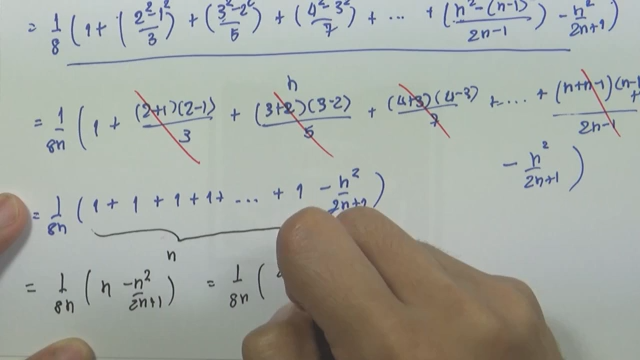 = 1/8 ( 1 + ( 2²-1²/3 ) + (3²-2²/5) + (4²-3²/7) + ... + (n²-(n-1)²/2n-1) - n²/2n+1 )
n
= 1/8n ( 1 + (2+1)(2-1)/3 + (3+2)(3-2)/5 + (4+3)(4-3)/7 + .... + (n+n-1)(n-n+
2n-1
- n²/2n+1 )
= 1/8n ( 1 + 1 + 1 + 1 + ... + 1 - n²/2n+1 )
n
= 1/8n ( n - n²/2n+1 ) = 1/8n (